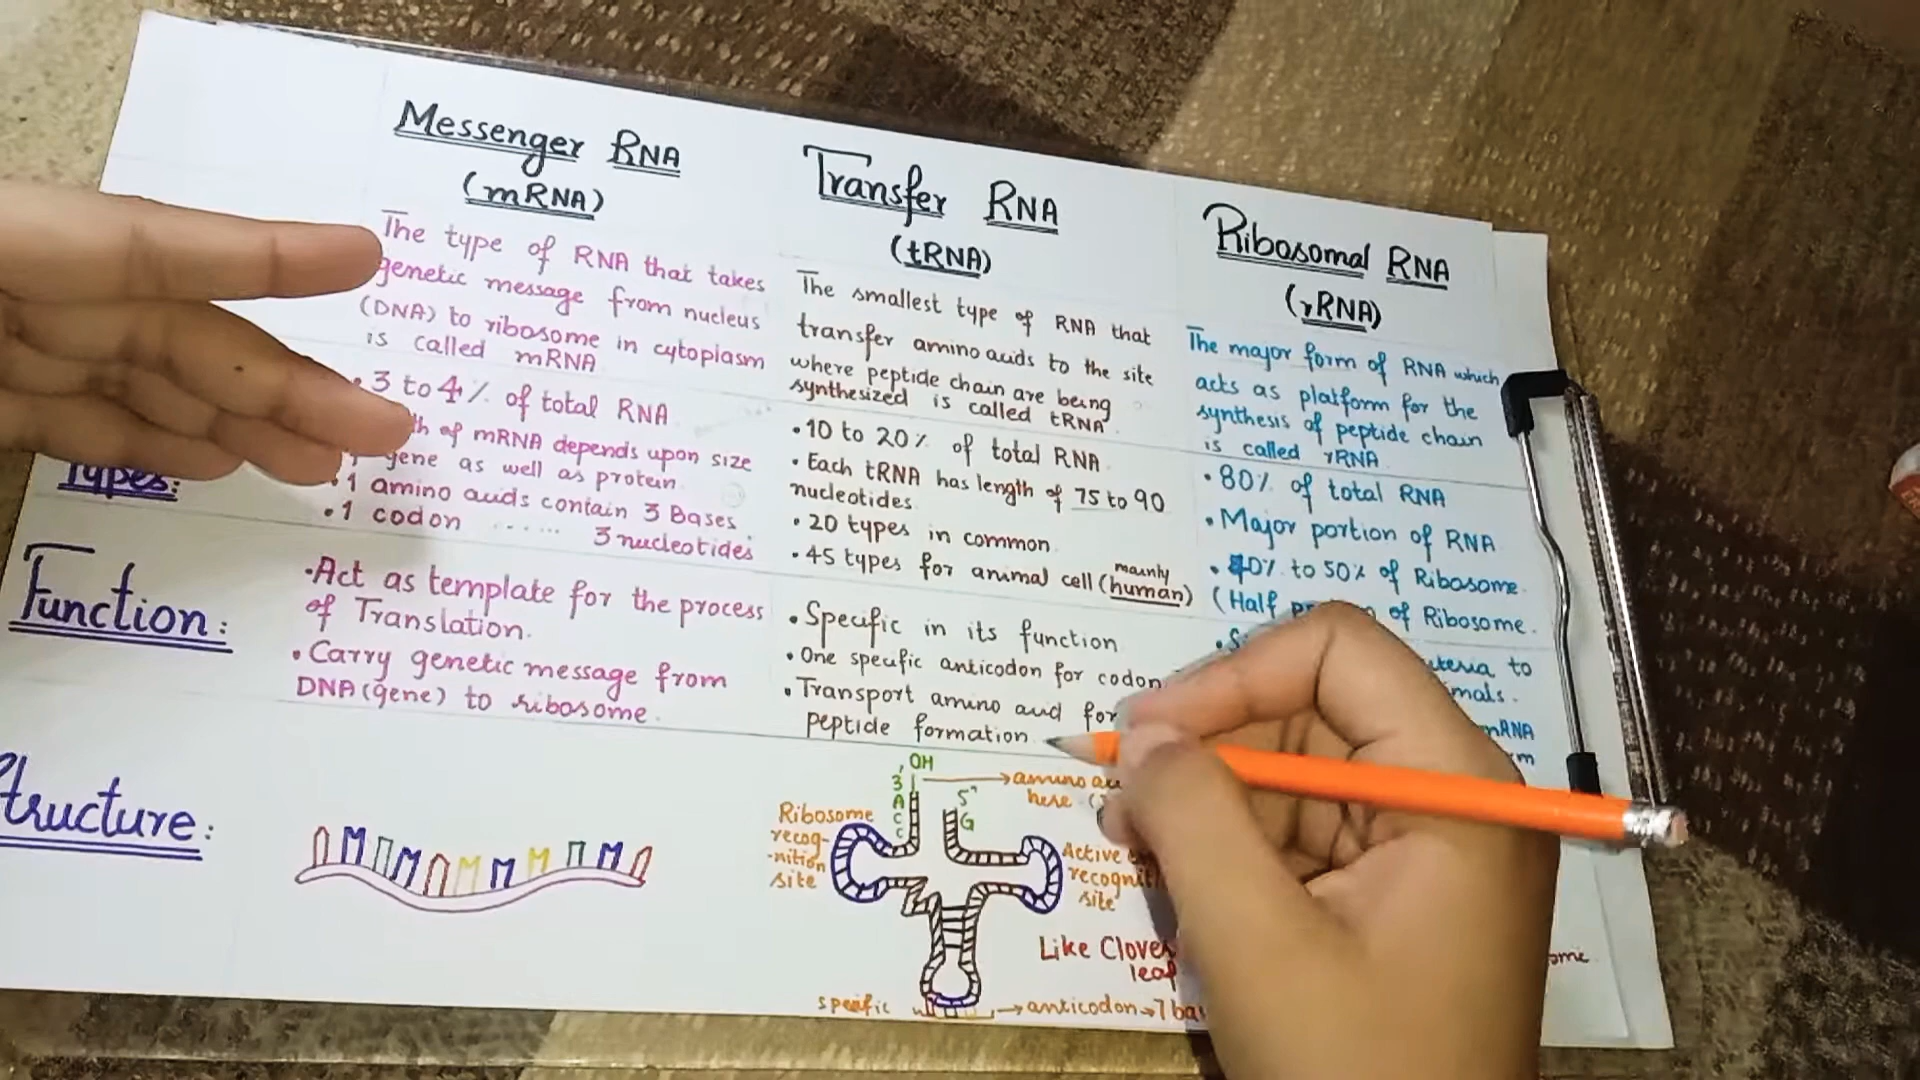 Messenger RNA
(mRNA)
The type of RNA that takes
genetic message from nucleus
(DNA) to ribosome in cytoplasm
is called mRNA
• 3 to 4% of total RNA
of mRNA depends upon size
gene as well as protein.
• 1 amino acids contain 3 Bases.
• 1 codon ...... 3 nucleotides
Transfer RNA
(tRNA)
The smallest type of RNA that
transfer amino acids to the site
where peptide chain are being
synthesized is called tRNA.
• 10 to 20% of total RNA
• Each tRNA has length of 75 to 90
nucleotides.
• 20 types in common
mainly
• 45 types for animal cell (human)
Ribosomal RNA
(rRNA)
The major form of RNA which
acts as platform for the
synthesis of peptide chain
is called rRNA
• 80% of total RNA
• Major portion of RNA
• 40% to 50% of Ribosome.
(Half of Ribosome.
to
mRNA
Types:
Function:
• Act as template for the process
of Translation.
• Carry genetic message from
DNA (gene) to ribosome.
• Specific in its function
• One specific anticodon for codon
• Transport amino acid for
peptide formation.
Structure:
OH
3'
A
C
C
5'
G
amino
here
Ribosome
recog-
-nition
site
Active
site
Like Clover
leaf
specific
anticodon → 7